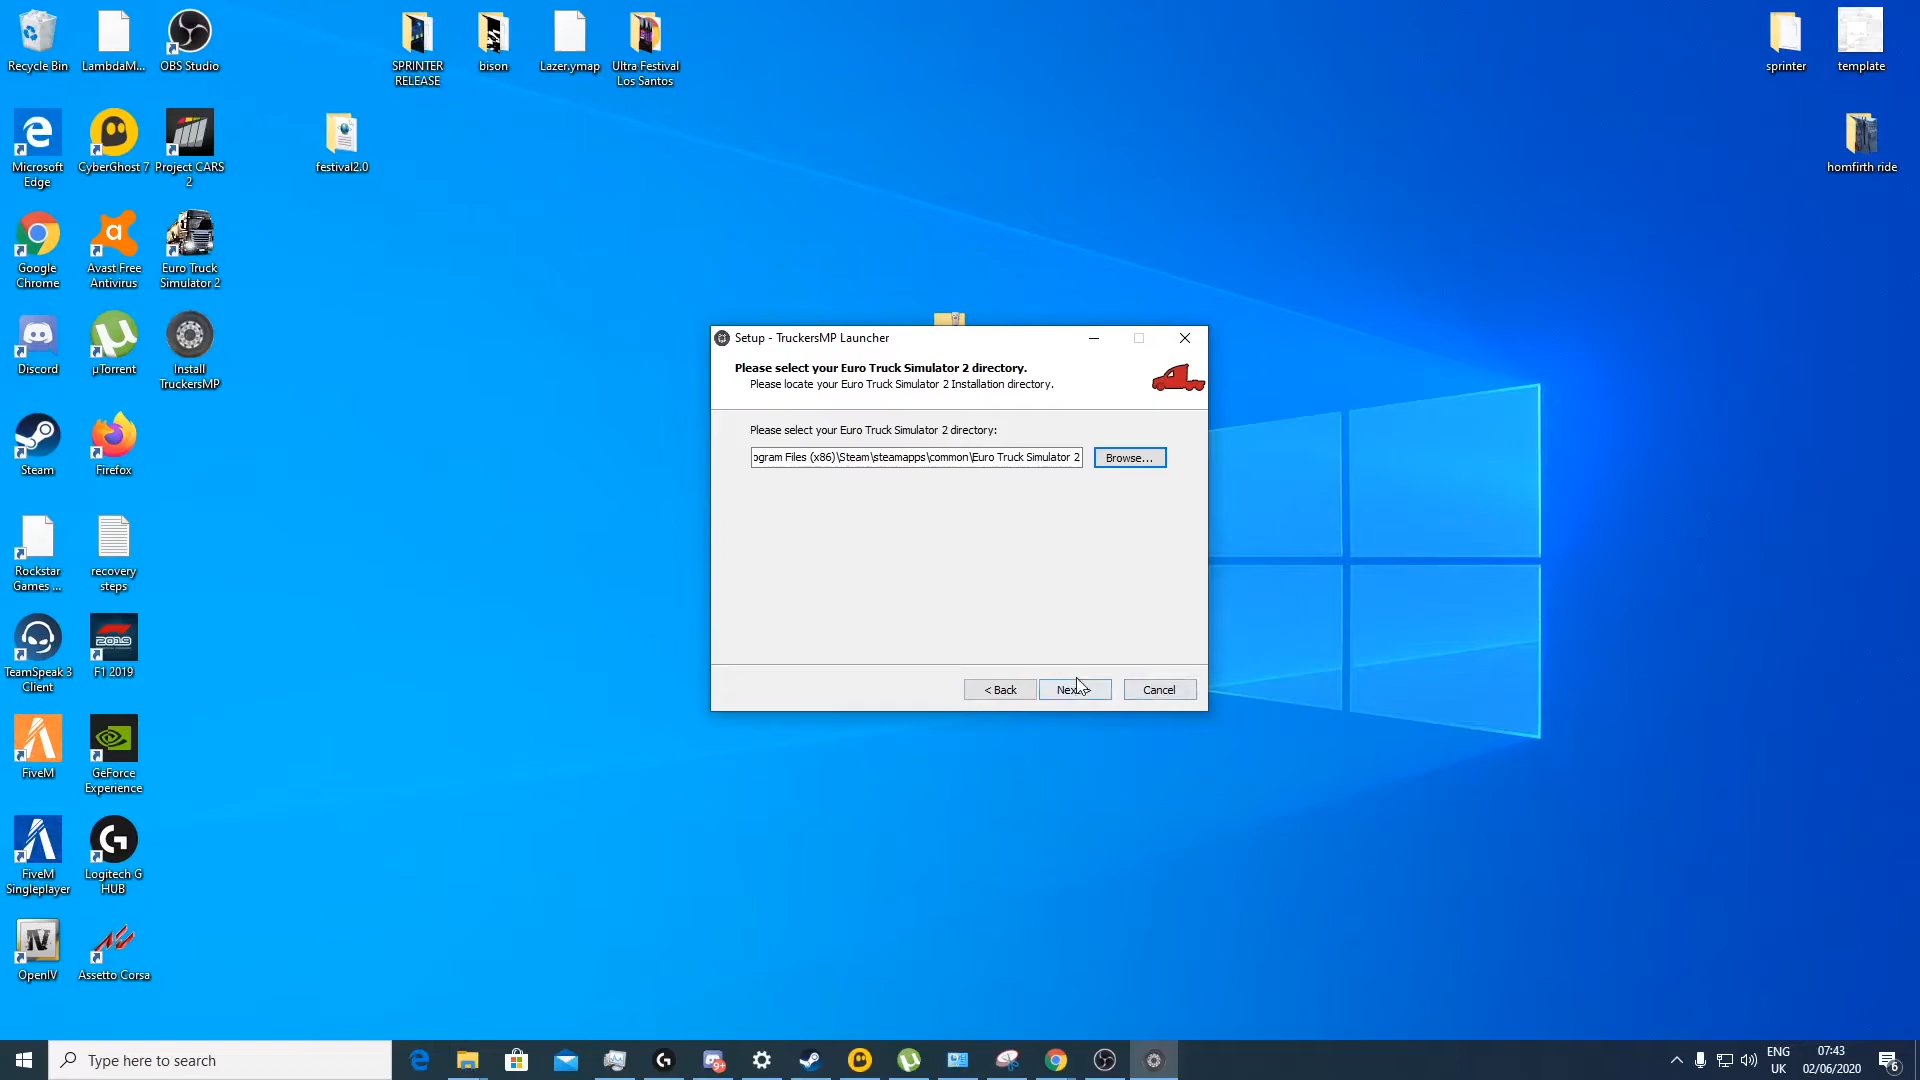 Recycle Bin
LambdaM...
OBS Studio
SPRINTER
RELEASE
bison
Lazer.ymap
Ultra Festival
Los Santos
sprinter
template
Microsoft
Edge
CyberGhost 7
Project CARS
2
festival2.0
homfirth ride
Google
Chrome
Avast Free
Antivirus
Euro Truck
Simulator 2
Discord
µTorrent
Install
TruckersMP
Steam
Firefox
Rockstar
Games ...
recovery
steps
TeamSpeak 3
Client
F1 2019
FiveM
GeForce
Experience
FiveM
Singleplayer
Logitech G
HUB
OpenIV
Assetto Corsa
Setup - TruckersMP Launcher
Please select your Euro Truck Simulator 2 directory.
Please locate your Euro Truck Simulator 2 Installation directory.
Please select your Euro Truck Simulator 2 directory:
ogram Files (x86)\Steam\steamapps\common\Euro Truck Simulator 2
Browse...
< Back
Next
Cancel
Type here to search
9+
ENG
UK
07:43
02/06/2020
6